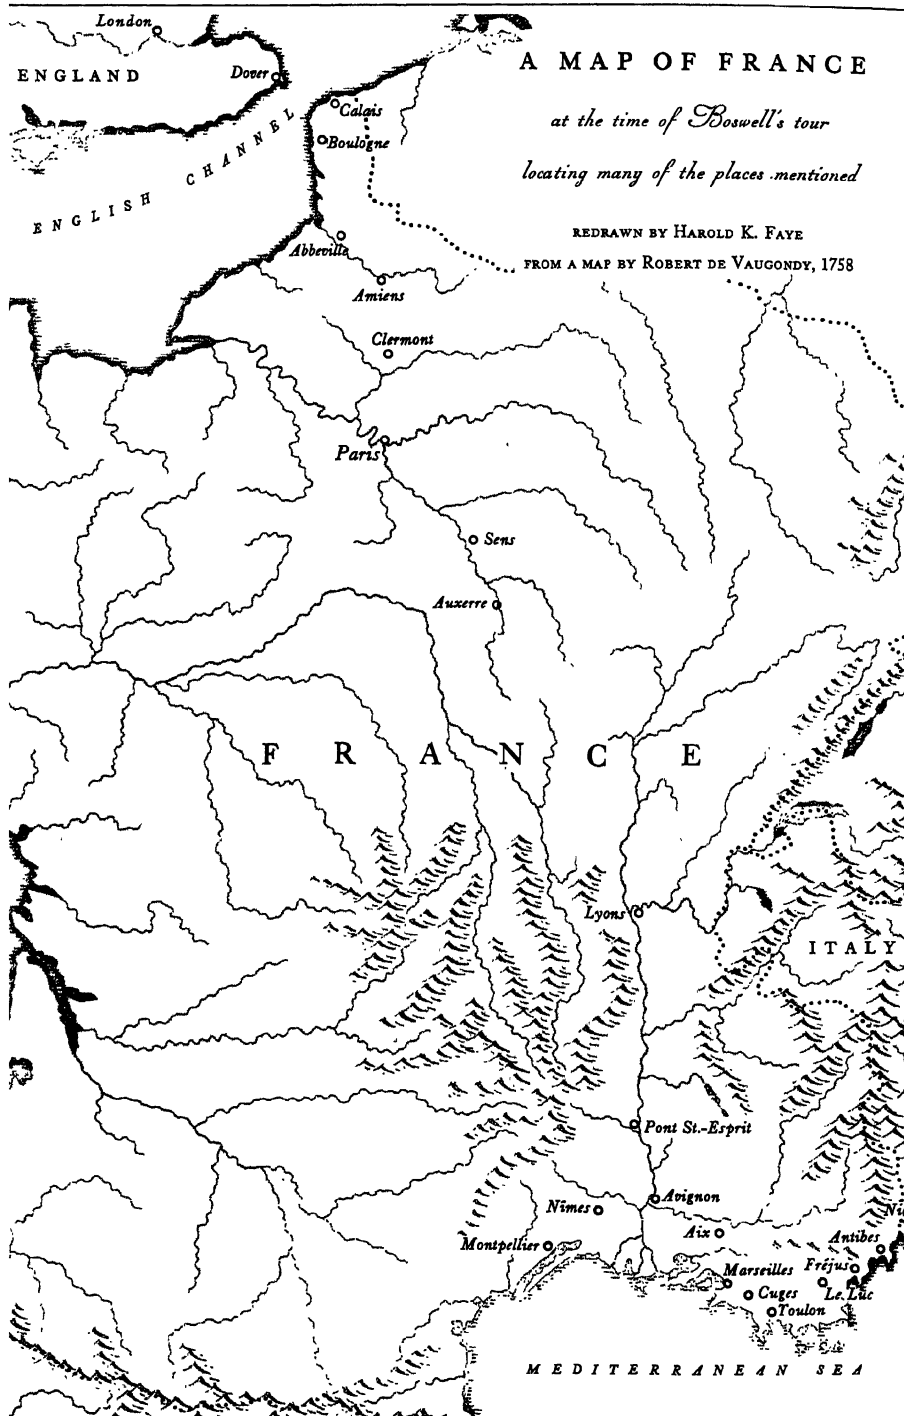 London
ENGLAND
Dover
A MAP OF FRANCE
at the time of Boswell's tour
locating many of the places mentioned
REDRAWN BY HAROLD K. FAYE
FROM A MAP BY ROBERT DE VAUGONDY, 1758
Calais
Boulogne
ENGLISH CHANNEL
Abbeville
Amiens
Clermont
Paris
Sens
Auxerre
FRANCE
Lyons
ITALY
Pont St.-Esprit
Avignon
Nîmes
Aix
Montpellier
Antibes
Marseilles
Fréjus
Cuges
Le Luc
Toulon
MEDITERRANEAN SEA